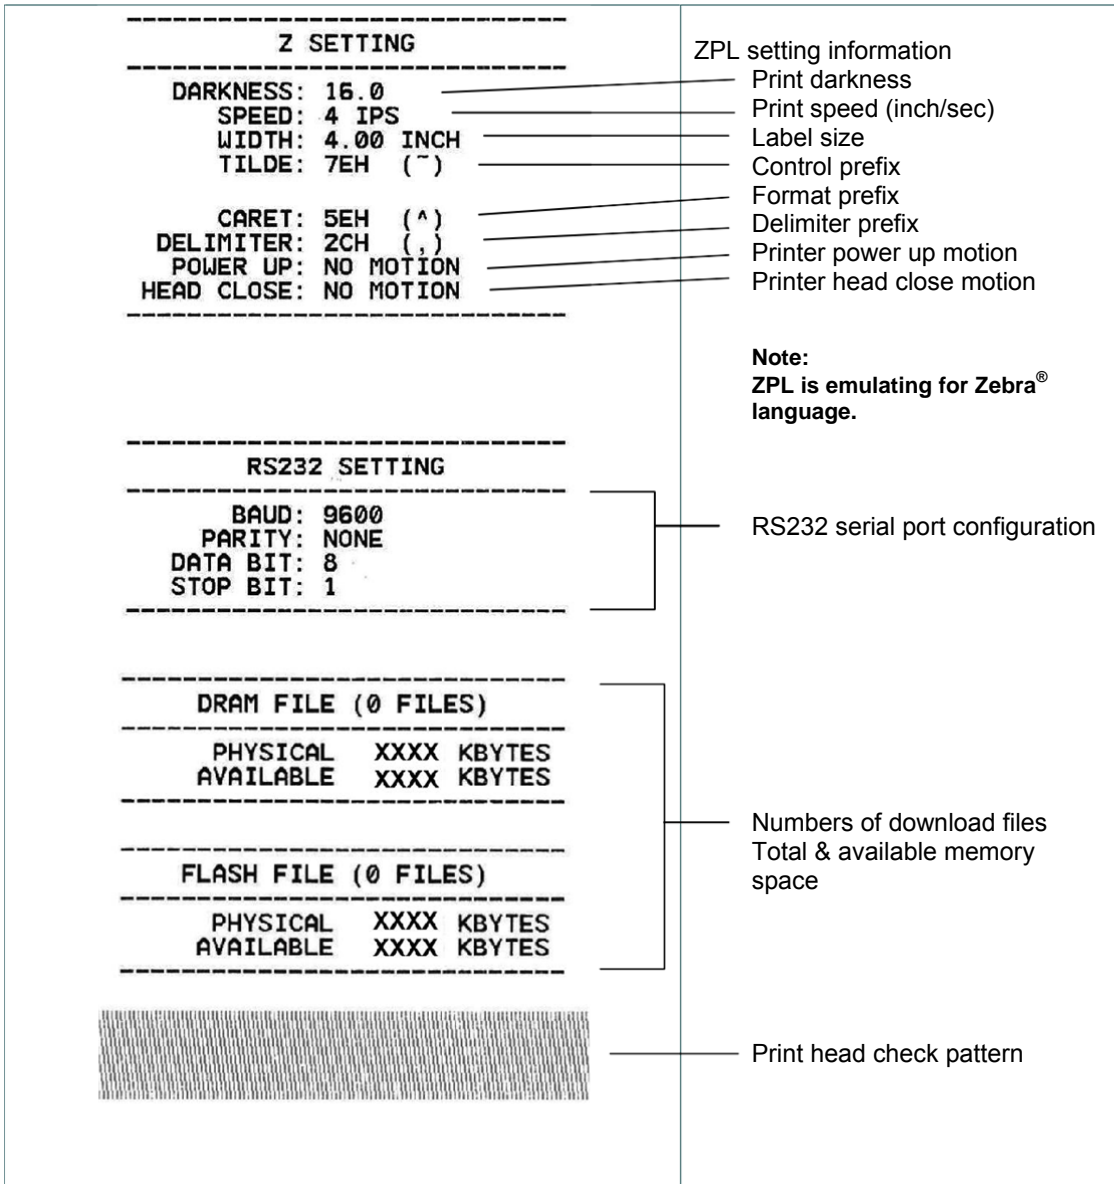 Z SETTING
DARKNESS: 16.0
SPEED: 4 IPS
WIDTH: 4.00 INCH
TILDE: 7EH (~)
CARET: 5EH (^)
DELIMITER: 2CH (,)
POWER UP: NO MOTION
HEAD CLOSE: NO MOTION
ZPL setting information
Print darkness
Print speed (inch/sec)
Label size
Control prefix
Format prefix
Delimiter prefix
Printer power up motion
Printer head close motion
Note:
ZPL is emulating for Zebra®
language.
RS232 SETTING
BAUD: 9600
PARITY: NONE
DATA BIT: 8
STOP BIT: 1
RS232 serial port configuration
DRAM FILE (0 FILES)
PHYSICAL XXXX KBYTES
AVAILABLE XXXX KBYTES
FLASH FILE (0 FILES)
PHYSICAL XXXX KBYTES
AVAILABLE XXXX KBYTES
Numbers of download files
Total & available memory
space
Print head check pattern